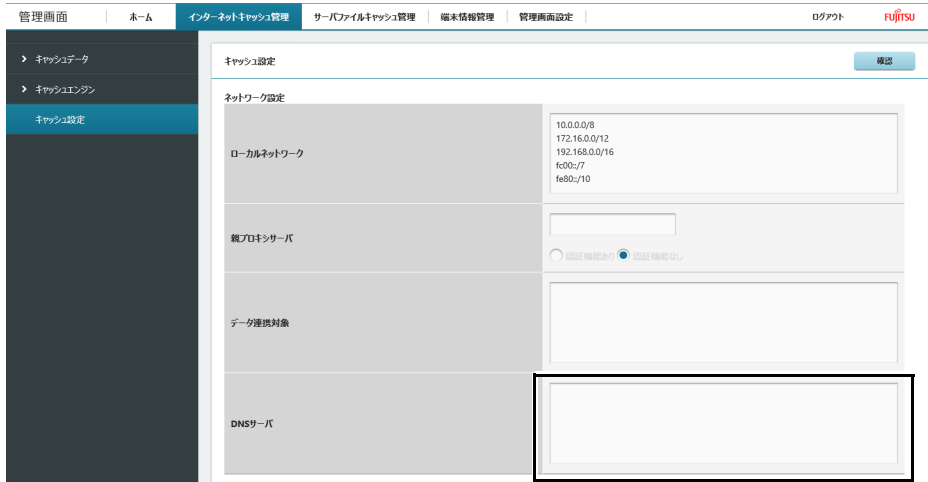 管理画面 ホーム インターネットキャッシュ管理 サーバファイルキャッシュ管理 端末情報管理 管理画面設定 ログアウト FUJITSU
キャッシュデータ
キャッシュエンジン
キャッシュ設定
キャッシュ設定 確認
ネットワーク設定
ローカルネットワーク
10.0.0.0/8
172.16.0.0/12
192.168.0.0/16
fc00::/7
fe80::/10
親プロキシサーバ
認証機能あり 認証機能なし
データ連携対象
DNSサーバ